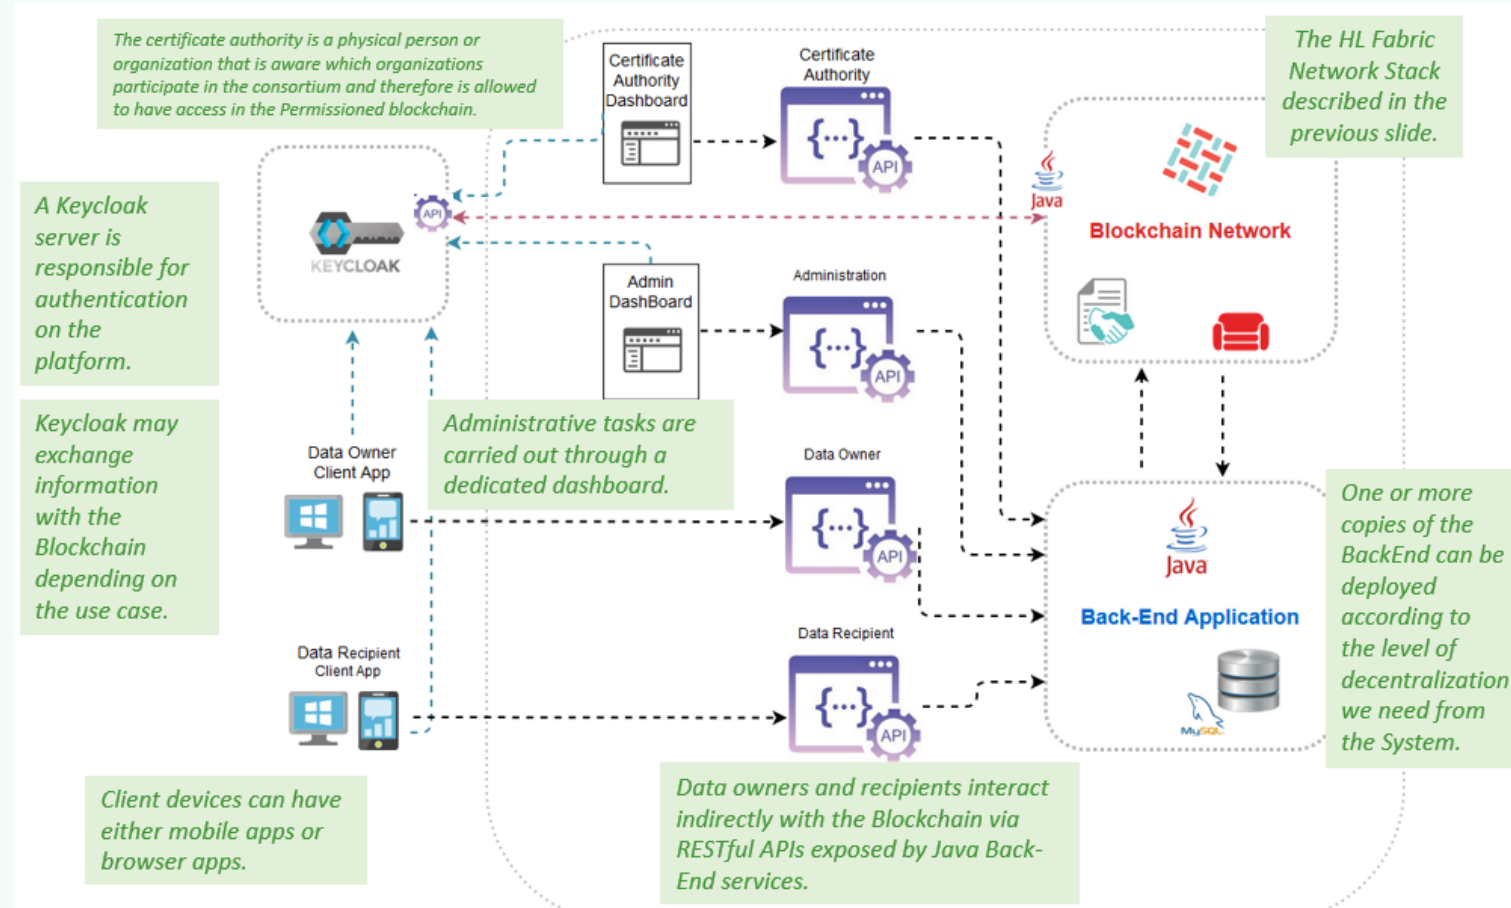 The certificate authority is a physical person or
organization that is aware which organizations
participate in the consortium and therefore is allowed
to have access in the Permissioned blockchain.
Certificate
Authority
Dashboard
Certificate
Authority
{...}
API
The HL Fabric
Network Stack
described in the
previous slide.
A Keycloak
server is
responsible for
authentication
on the
platform.
KEYCLOAK
API
Java
Blockchain Network
Admin
DashBoard
Administration
{...}
API
Keycloak may
exchange
information
with the
Blockchain
depending on
the use case.
Administrative tasks are
carried out through a
dedicated dashboard.
Data Owner
Client App
Data Owner
{...}
API
Java
Back-End Application
MySQL
One or more
copies of the
BackEnd can be
deployed
according to
the level of
decentralization
we need from
the System.
Data Recipient
Client App
Data Recipient
{...}
API
Client devices can have
either mobile apps or
browser apps.
Data owners and recipients interact
indirectly with the Blockchain via
RESTful APIs exposed by Java Back-
End services.